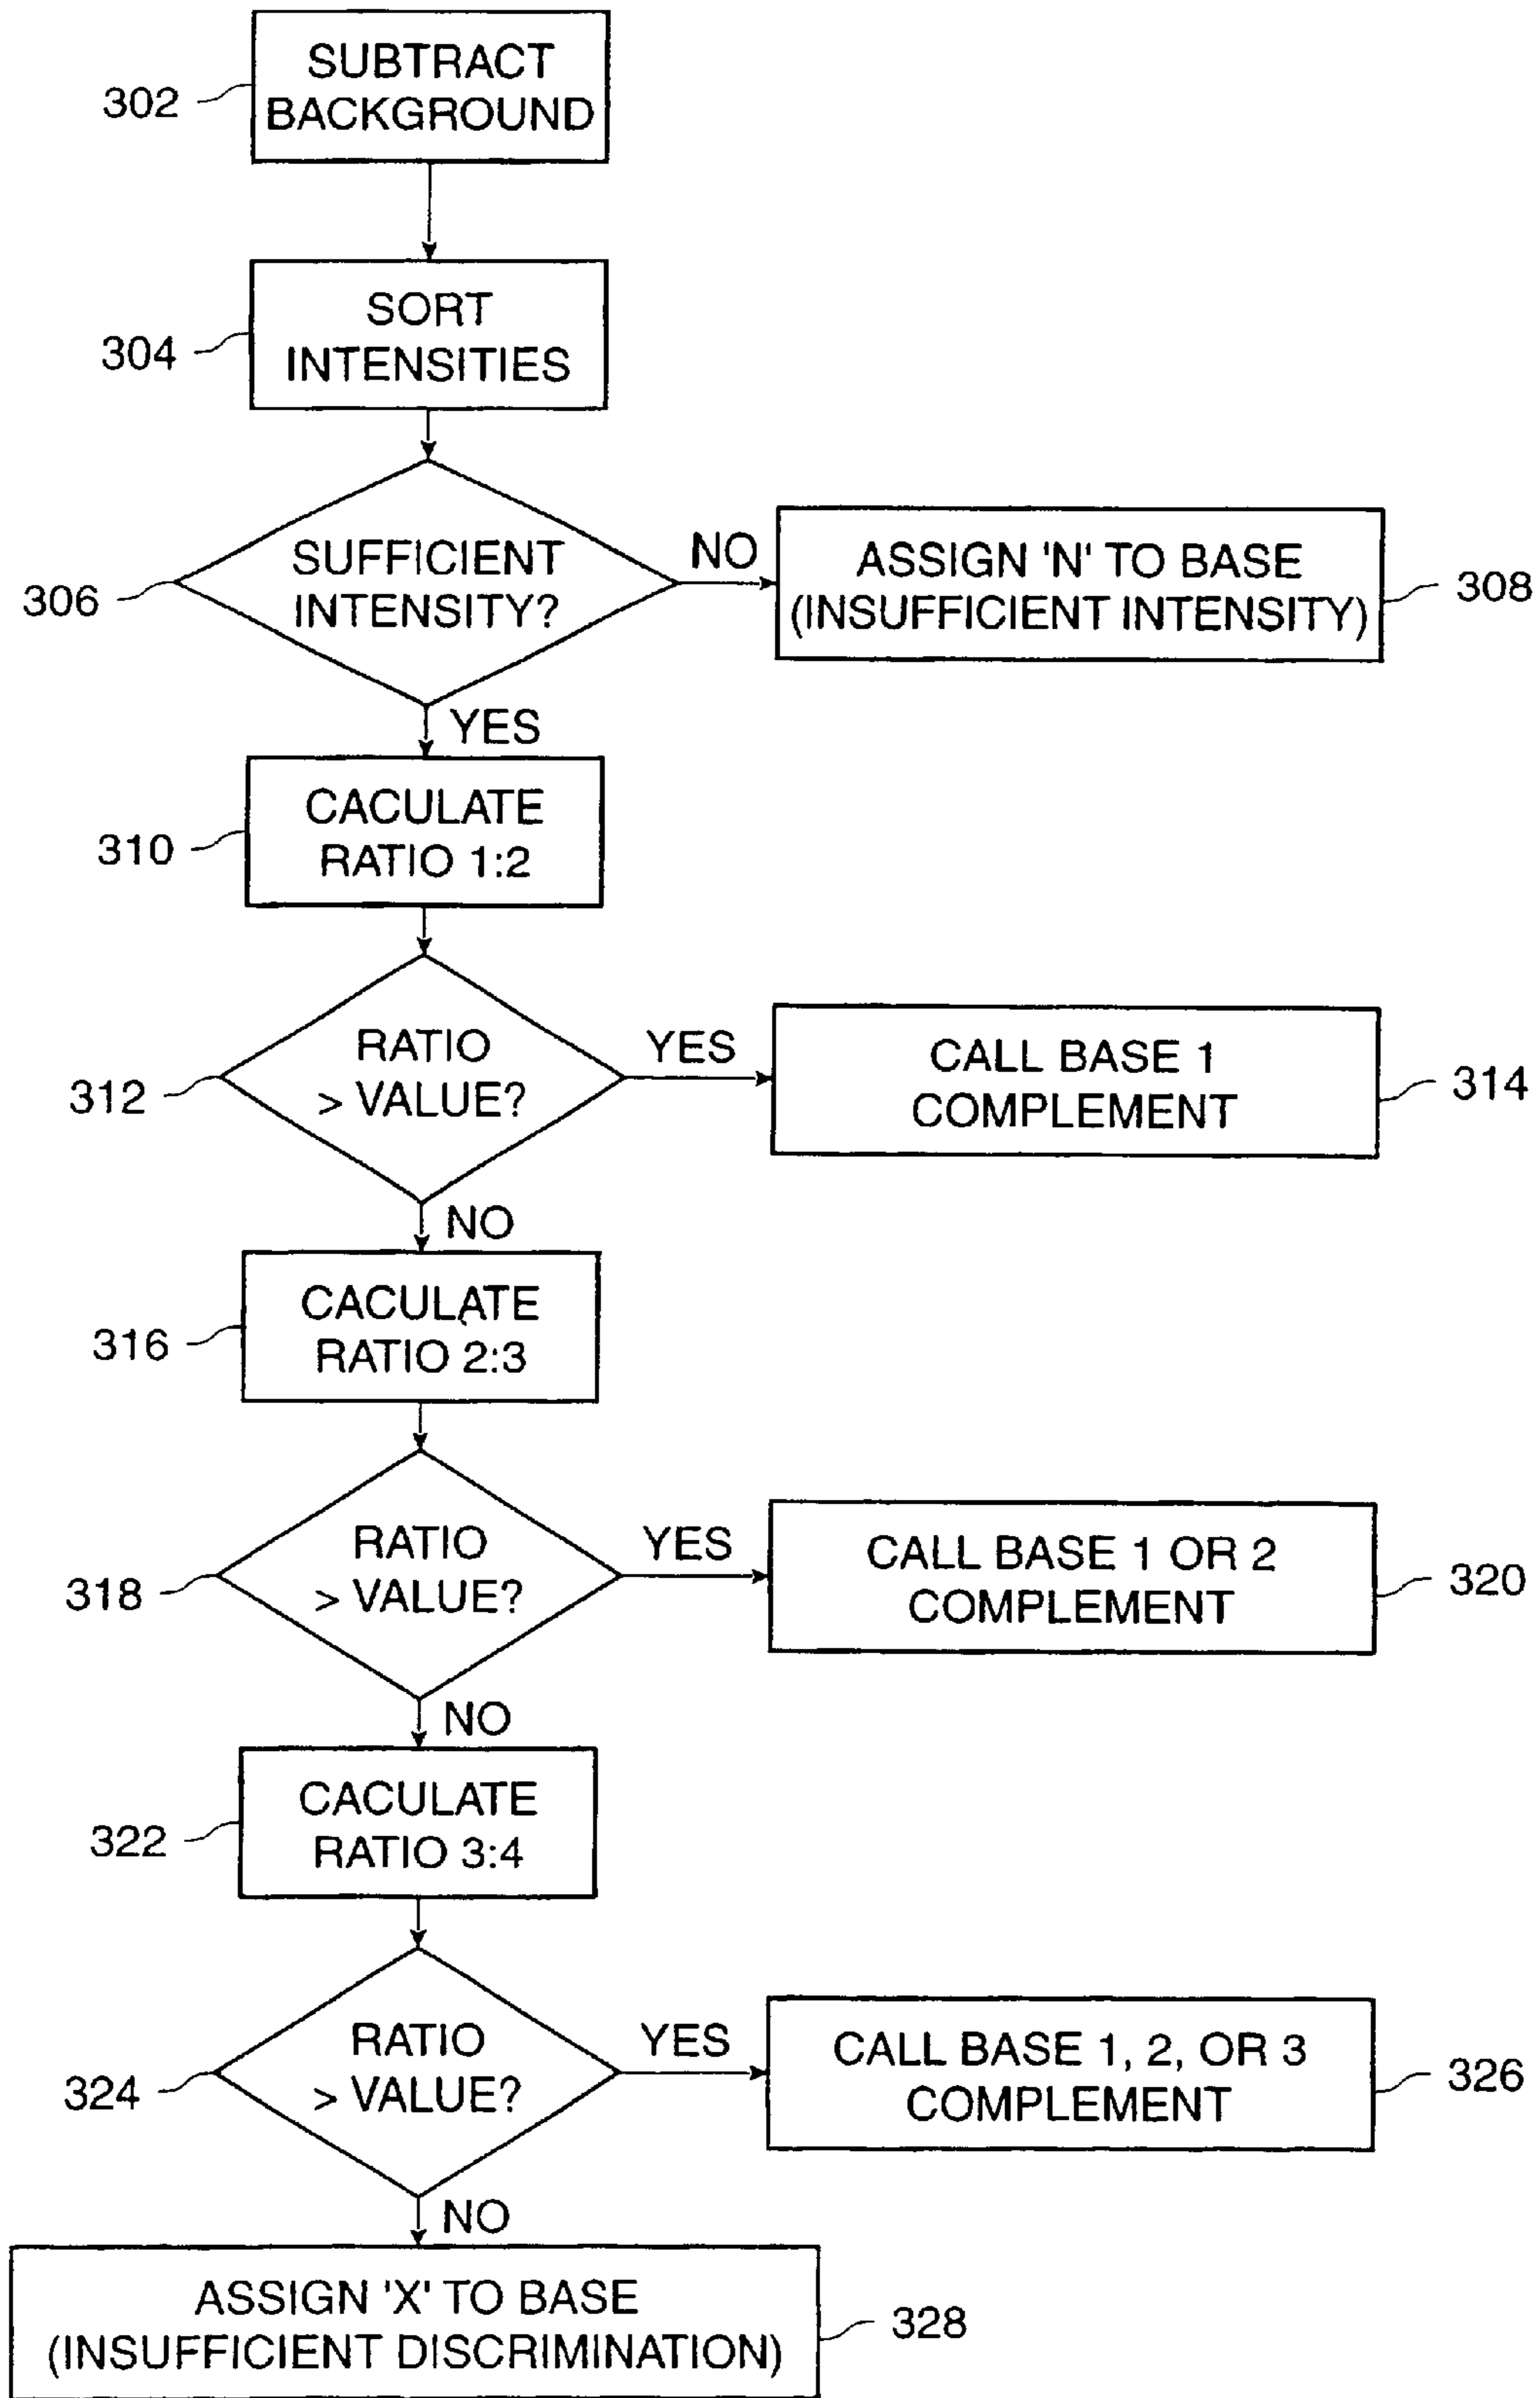 SUBTRACT
BACKGROUND
302
SORT
INTENSITIES
304
SUFFICIENT
INTENSITY?
306
NO
ASSIGN 'N' TO BASE
(INSUFFICIENT INTENSITY)
308
YES
CACULATE
RATIO 1:2
310
RATIO
> VALUE?
312
YES
CALL BASE 1
COMPLEMENT
314
NO
CACULATE
RATIO 2:3
316
RATIO
> VALUE?
318
YES
CALL BASE 1 OR 2
COMPLEMENT
320
NO
CACULATE
RATIO 3:4
322
RATIO
> VALUE?
324
YES
CALL BASE 1, 2, OR 3
COMPLEMENT
326
NO
ASSIGN 'X' TO BASE
(INSUFFICIENT DISCRIMINATION)
328